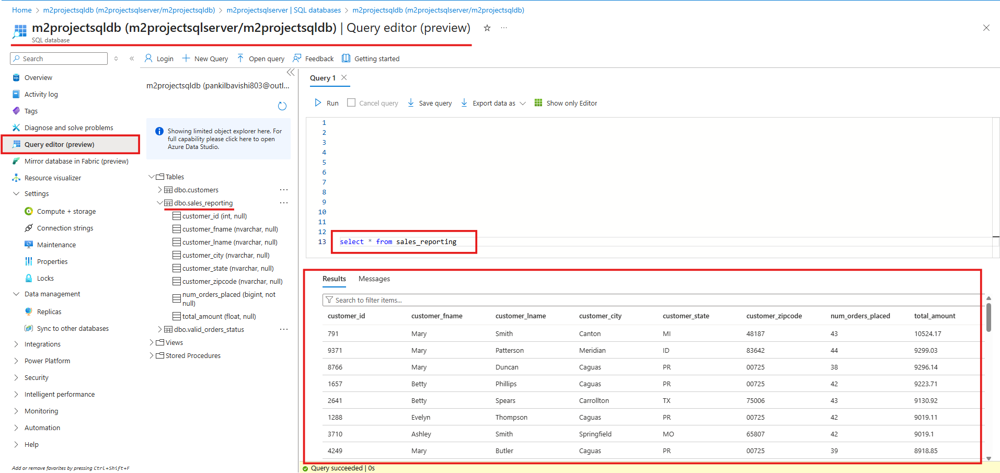 Home > m2projectsqldb (m2projectsqlserver/m2projectsqldb) > m2projectsqlserver | SQL databases > m2projectsqldb (m2projectsqlserver/m2projectsqldb)
m2projectsqldb (m2projectsqlserver/m2projectsqldb) | Query editor (preview)
SQL database
Search
Login New Query Open query Feedback Getting started
Overview
Activity log
Tags
Diagnose and solve problems
Query editor (preview)
Mirror database in Fabric (preview)
Resource visualizer
Settings
Compute + storage
Connection strings
Maintenance
Properties
Locks
Data management
Replicas
Sync to other databases
Integrations
Power Platform
Security
Intelligent performance
Monitoring
Automation
Help
Add or remove favorites by pressing Ctrl+Shift+F
m2projectsqldb (pankilbavishi803@outl...
Showing limited object explorer here. For
full capability please click here to open
Azure Data Studio.
Tables
dbo.customers
dbo.sales_reporting
customer_id (int, null)
customer_fname (nvarchar, null)
customer_lname (nvarchar, null)
customer_city (nvarchar, null)
customer_state (nvarchar, null)
customer_zipcode (nvarchar, null)
num_orders_placed (bigint, not
null)
total_amount (float, null)
dbo.valid_orders_status
Views
Stored Procedures
Query 1
Run Cancel query Save query Export data as Show only Editor
1
2
3
4
5
6
7
8
9
10
11
12
13 select * from sales_reporting
Results Messages
Search to filter items...
customer_id customer_fname customer_lname customer_city customer_state customer_zipcode num_orders_placed total_amount
791 Mary Smith Canton MI 48187 43 10524.17
9371 Mary Patterson Meridian ID 83642 44 9299.03
8766 Mary Duncan Caguas PR 00725 38 9296.14
1657 Betty Phillips Caguas PR 00725 42 9223.71
2641 Betty Spears Carrollton TX 75006 43 9130.92
1288 Evelyn Thompson Caguas PR 00725 42 9019.11
3710 Ashley Smith Springfield MO 65807 42 9019.1
4249 Mary Butler Caguas PR 00725 39 8918.85
Query succeeded | 0s